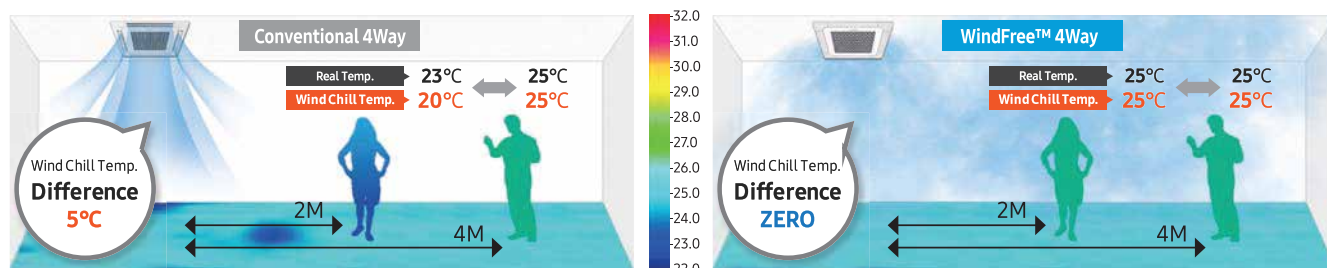 Conventional 4Way
Real Temp. 23°C 25°C
Wind Chill Temp. 20°C 25°C
Wind Chill Temp.
Difference
5°C
2M
4M
32.0
31.0
30.0
29.0
28.0
27.0
26.0
25.0
24.0
23.0
WindFree™ 4Way
Real Temp. 25°C 25°C
Wind Chill Temp. 25°C 25°C
Wind Chill Temp.
Difference
ZERO
2M
4M